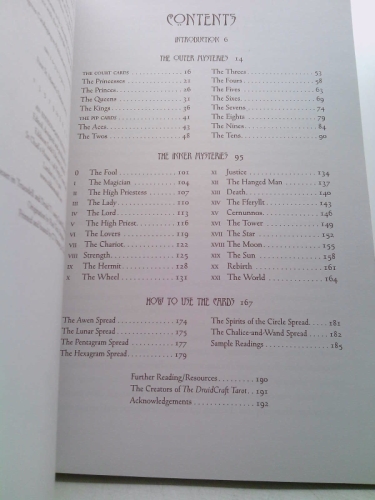 CONTENTS
INTRODUCTION 6
THE OUTER MYSTERIES 14
THE COURT CARDS 16
The Princesses 21
The Princes 26
The Queens 31
The Kings 36
THE PIP CARDS 41
The Aces 43
The Twos 48
The Threes 53
The Fours 58
The Fives 63
The Sixes 69
The Sevens 74
The Eights 79
The Nines 84
The Tens 90
THE INNER MYSTERIES 95
0 The Fool 101
I The Magician 104
II The High Priestess 107
III The Lady 110
IV The Lord 113
V The High Priest 116
VI The Lovers 119
VII The Chariot 122
VIII Strength 125
IX The Hermit 128
X The Wheel 131
XI Justice 134
XII The Hanged Man 137
XIII Death 140
XIV The Fferyllt 143
XV Cernunnos 146
XVI The Tower 149
XVII The Star 152
XVIII The Moon 155
XIX The Sun 158
XX Rebirth 161
XXI The World 164
HOW TO USE THE CARDS 167
The Awen Spread 174
The Lunar Spread 175
The Pentagram Spread 177
The Hexagram Spread 179
The Spirits of the Circle Spread 181
The Chalice-and-Wand Spread 182
Sample Readings 185
Further Reading/Resources 190
The Creators of The DruidCraft Tarot 191
Acknowledgements 192